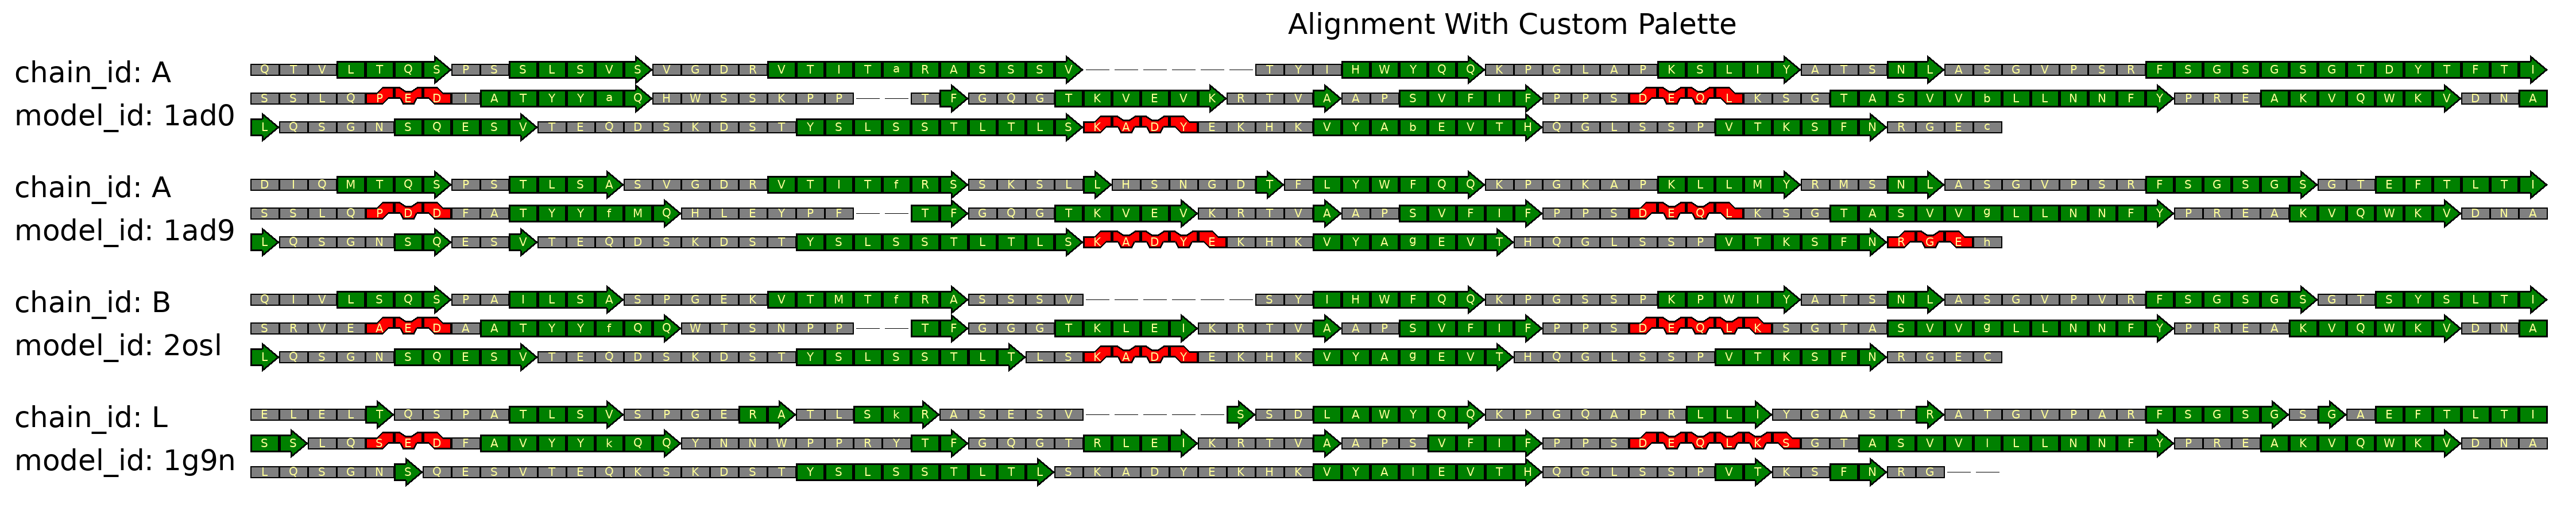 Alignment With Custom Palette
chain_id: A
model_id: 1ad0
Q T V L T Q S P S S L S V S V G D R V T I T a R A S S S V T Y I H W Y Q Q K P G L A P K S L I Y A T S N L A S G V P S R F S G S G S G T D Y T F T I
S S L Q P E D I A T Y Y a Q H W S S K P P T F G Q G T K V E V K R T V A A P S V F I F P P S D E Q L K S G T A S V V b L L N N F Y P R E A K V Q W K V D N A
L Q S G N S Q E S V T E Q D S K D S T Y S L S S T L T L S K A D Y E K H K V Y A b E V T H Q G L S S P V T K S F N R G E c
chain_id: A
model_id: 1ad9
D I Q M T Q S P S T L S A S V G D R V T I T f R S S K S L L H S N G D T F L Y W F Q Q K P G K A P K L L M Y R M S N L A S G V P S R F S G S G S G T E F T L T I
S S L Q P D D F A T Y Y f M Q H L E Y P F T F G Q G T K V E V K R T V A A P S V F I F P P S D E Q L K S G T A S V V g L L N N F Y P R E A K V Q W K V D N A
L Q S G N S Q E S V T E Q D S K D S T Y S L S S T L T L S K A D Y E K H K V Y A g E V T H Q G L S S P V T K S F N R G E h
chain_id: B
model_id: 2osl
Q I V L S Q S P A I L S A S P G E K V T M T f R A S S S V S Y I H W F Q Q K P G S S P K P W I Y A T S N L A S G V P V R F S G S G S G T S Y S L T I
S R V E A E D A A T Y Y f Q Q W T S N P P T F G G G T K L E I K R T V A A P S V F I F P P S D E Q L K S G T A S V V g L L N N F Y P R E A K V Q W K V D N A
L Q S G N S Q E S V T E Q D S K D S T Y S L S S T L T L S K A D Y E K H K V Y A g E V T H Q G L S S P V T K S F N R G E C
chain_id: L
model_id: 1g9n
E L E L T Q S P A T L S V S P G E R A T L S k R A S E S V S S D L A W Y Q Q K P G Q A P R L L I Y G A S T R A T G V P A R F S G S G S G A E F T L T I
S S L Q S E D F A V Y Y k Q Q Y N N W P P R Y T F G Q G T R L E I K R T V A A P S V F I F P P S D E Q L K S G T A S V V I L L N N F Y P R E A K V Q W K V D N A
L Q S G N S Q E S V T E Q K S K D S T Y S L S S T L T L S K A D Y E K H K V Y A I E V T H Q G L S S P V T K S F N R G